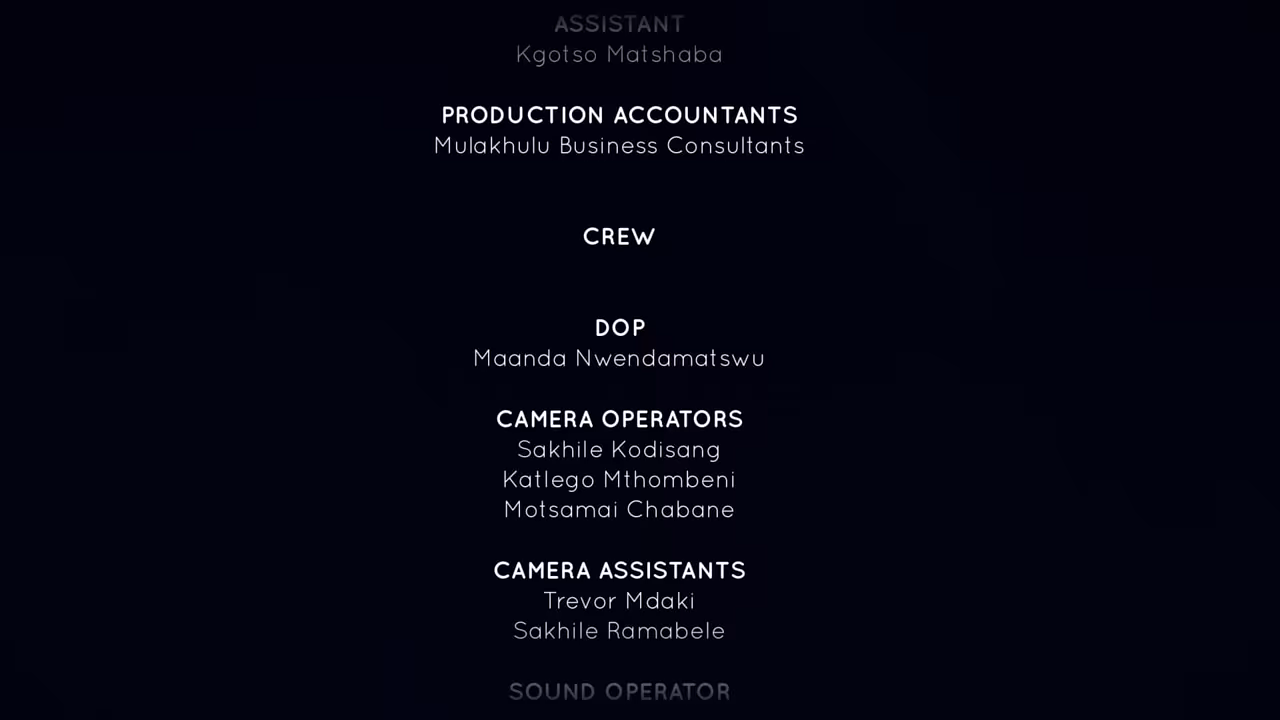 ASSISTANT
Kgotso Matshaba
PRODUCTION ACCOUNTANTS
Mulakhulu Business Consultants
CREW
DOP
Maanda Nwendamatswu
CAMERA OPERATORS
Sakhile Kodisang
Katlego Mthombeni
Motsamai Chabane
CAMERA ASSISTANTS
Trevor Mdaki
Sakhile Ramabele
SOUND OPERATOR